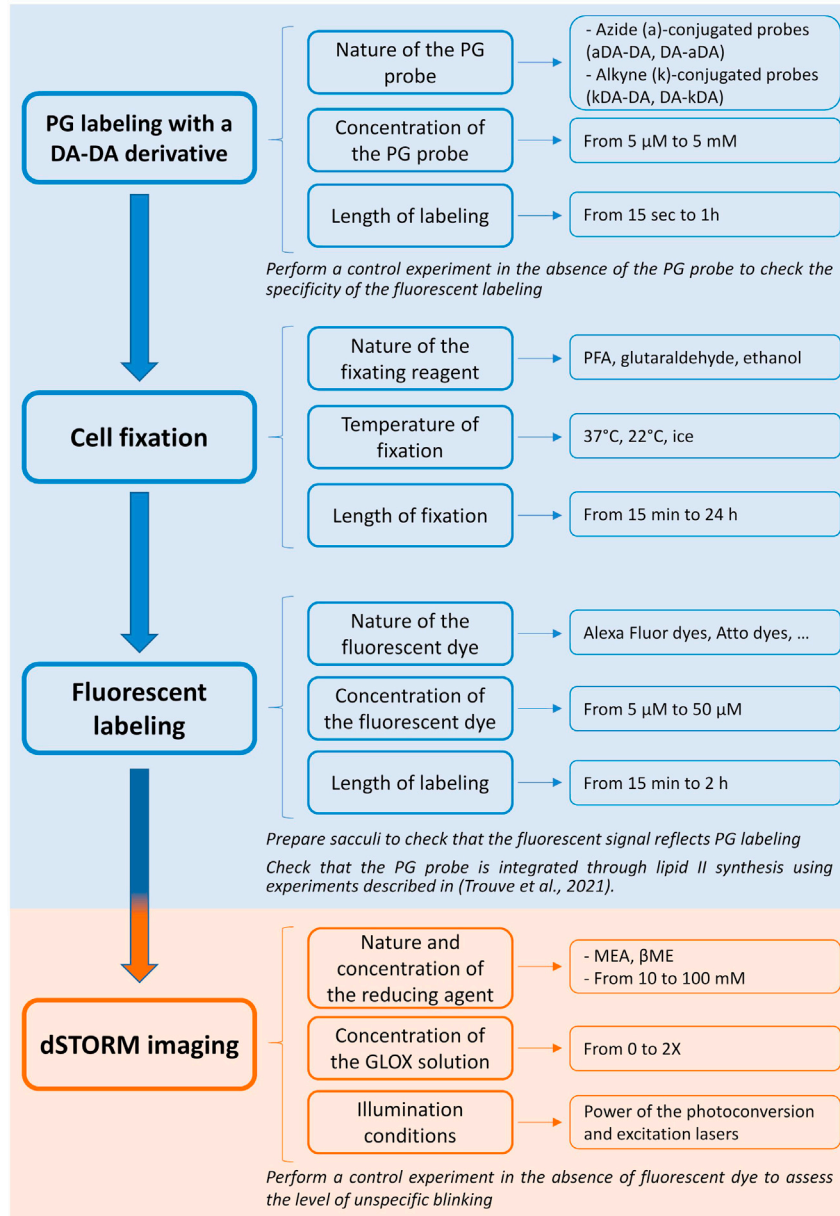 PG labeling with a
DA-DA derivative
Nature of the PG
probe
- Azide (a)-conjugated probes
(aDA-DA, DA-aDA)
- Alkyne (k)-conjugated probes
(kDA-DA, DA-kDA)
Concentration of
the PG probe
From 5 µM to 5 mM
Length of labeling
From 15 sec to 1h
Perform a control experiment in the absence of the PG probe to check the
specificity of the fluorescent labeling
Cell fixation
Nature of the
fixating reagent
PFA, glutaraldehyde, ethanol
Temperature of
fixation
37°C, 22°C, ice
Length of fixation
From 15 min to 24 h
Fluorescent
labeling
Nature of the
fluorescent dye
Alexa Fluor dyes, Atto dyes, ...
Concentration of
the fluorescent dye
From 5 µM to 50 µM
Length of labeling
From 15 min to 2 h
Prepare sacculi to check that the fluorescent signal reflects PG labeling
Check that the PG probe is integrated through lipid II synthesis using
experiments described in (Trouve et al., 2021).
dSTORM imaging
Nature and
concentration of
the reducing agent
- MEA, βME
- From 10 to 100 mM
Concentration of
the GLOX solution
From 0 to 2X
Illumination
conditions
Power of the photoconversion
and excitation lasers
Perform a control experiment in the absence of fluorescent dye to assess
the level of unspecific blinking